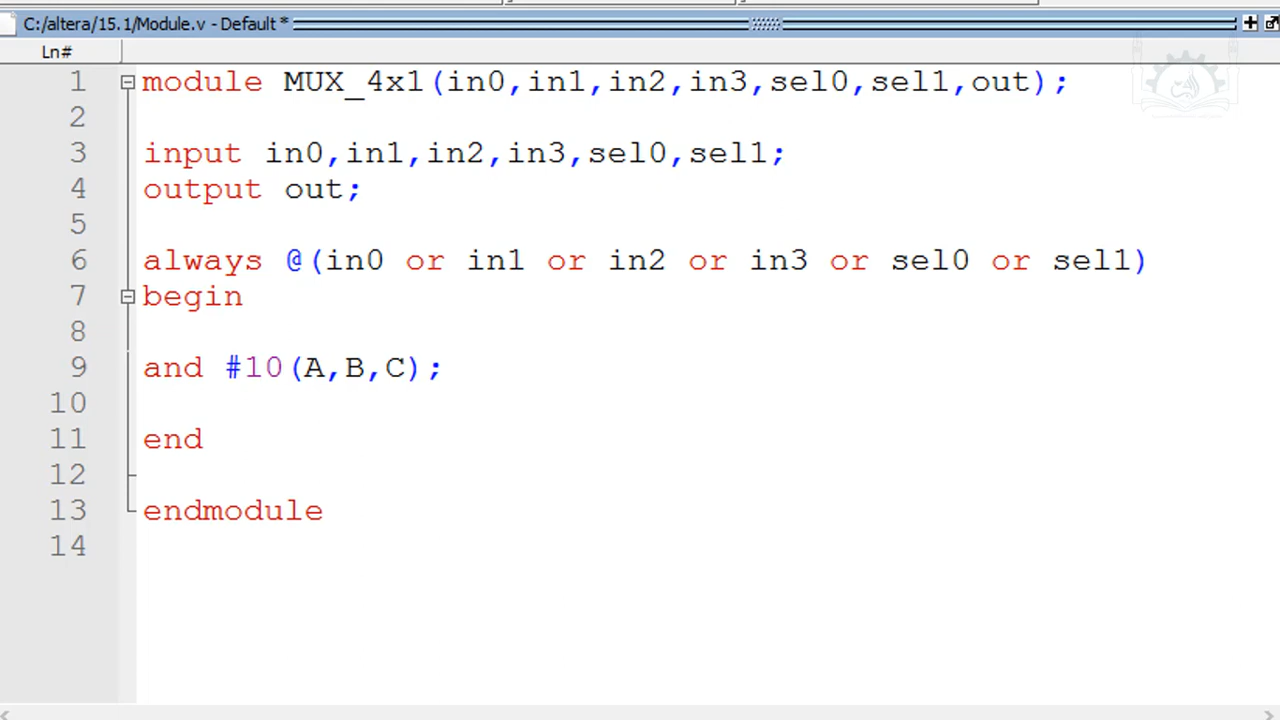 C:/altera/15.1/Module.v - Default *
Ln#
1 module MUX_4x1(in0,in1,in2,in3,sel0,sel1,out);
2
3 input in0,in1,in2,in3,sel0,sel1;
4 output out;
5
6 always @(in0 or in1 or in2 or in3 or sel0 or sel1)
7 begin
8
9 and #10(A,B,C);
10
11 end
12
13 endmodule
14